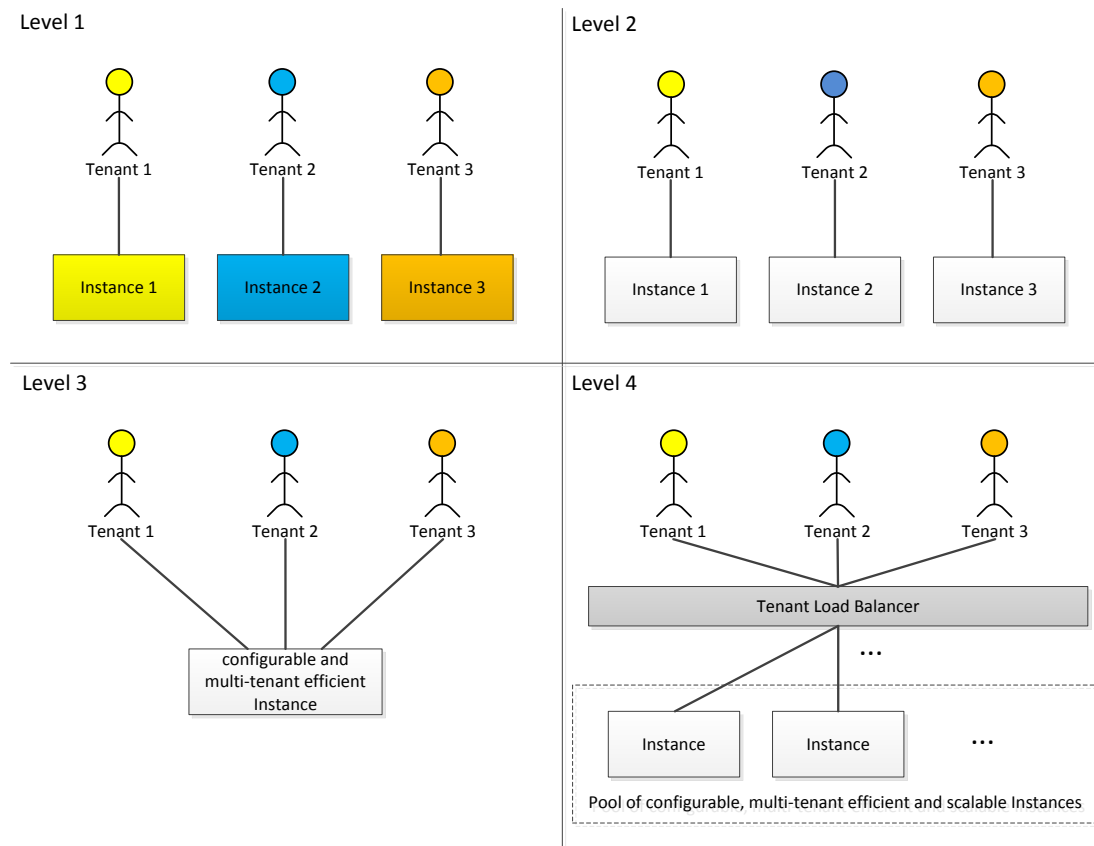 Level 1
Tenant 1
Tenant 2
Tenant 3
Instance 1
Instance 2
Instance 3
Level 2
Tenant 1
Tenant 2
Tenant 3
Instance 1
Instance 2
Instance 3
Level 3
Tenant 1
Tenant 2
Tenant 3
configurable and
multi-tenant efficient
Instance
Level 4
Tenant 1
Tenant 2
Tenant 3
Tenant Load Balancer
...
Instance
Instance
...
Pool of configurable, multi-tenant efficient and scalable Instances